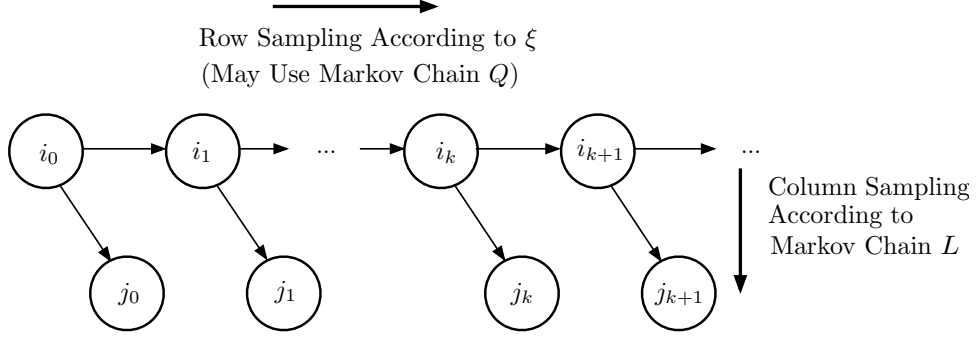 Row Sampling According to ξ
(May Use Markov Chain Q)
i₀ i₁ ... iₖ iₖ₊₁ ...
Column Sampling
According to
Markov Chain L
j₀ j₁ jₖ jₖ₊₁